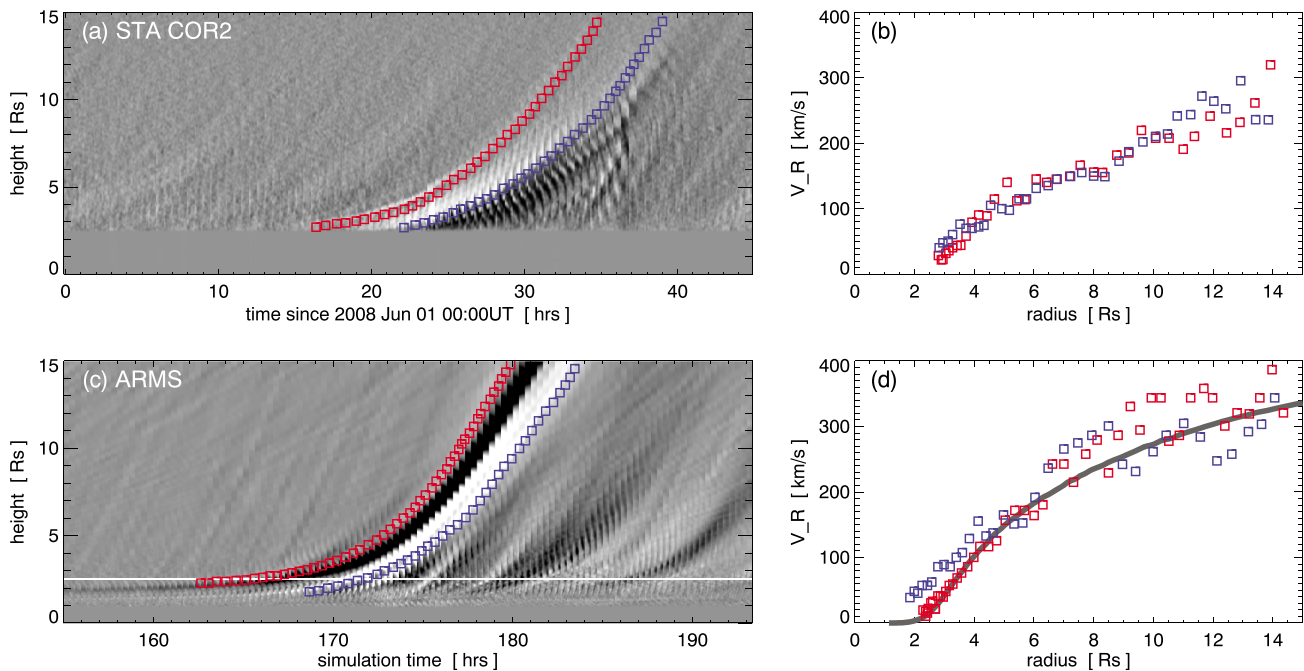 (a) STA COR2
height [ Rs]
15
10
5
0
0 10 20 30 40
time since 2008 Jun 01 00:00UT [ hrs]
(b)
V_R [ km/s]
400
300
200
100
0
0 2 4 6 8 10 12 14
radius [ Rs]
(c) ARMS
height [ Rs]
15
10
5
0
160 170 180 190
simulation time [ hrs]
(d)
V_R [ km/s]
400
300
200
100
0
0 2 4 6 8 10 12 14
radius [ Rs]